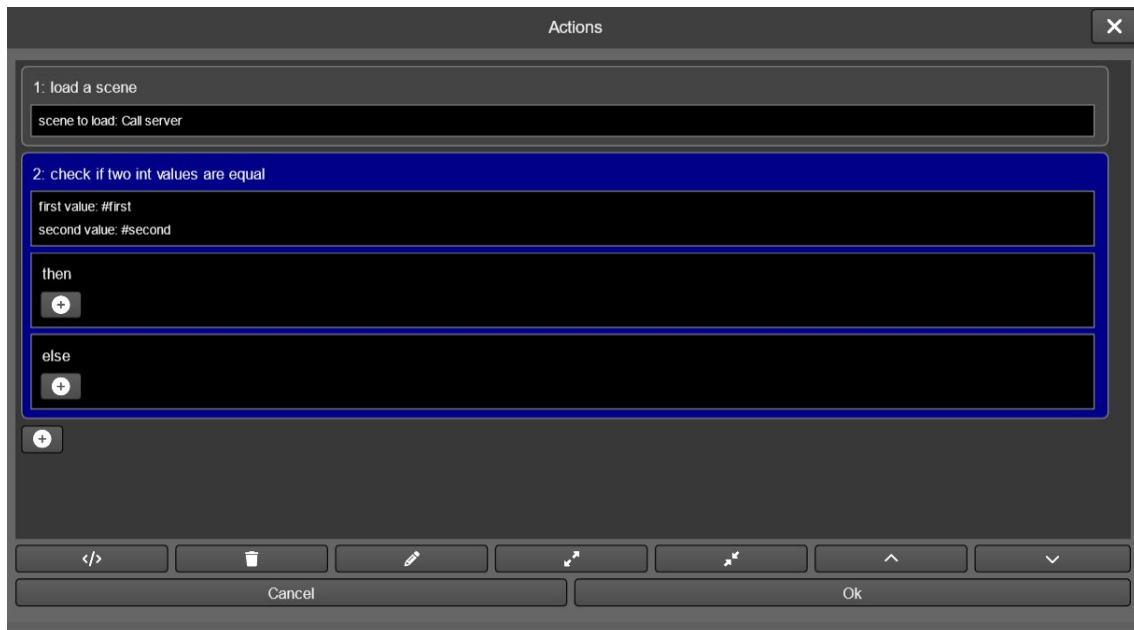 Actions
1: load a scene
scene to load: Call server
2: check if two int values are equal
first value: #first
second value: #second
then
else
</>
Cancel
Ok